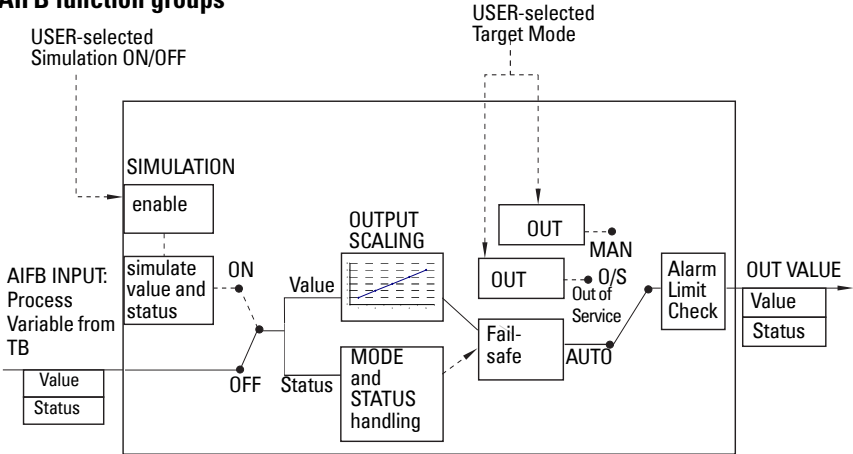 AIFB function groups
USER-selected
Simulation ON/OFF
USER-selected
Target Mode
SIMULATION
enable
simulate
value and
status
ON
OFF
AIFB INPUT:
Process
Variable from
TB
Value
Status
Value
Status
OUTPUT
SCALING
MODE
and
STATUS
handling
OUT
MAN
OUT
O/S
Out of
Service
Fail-
safe
AUTO
Alarm
Limit
Check
OUT VALUE
Value
Status